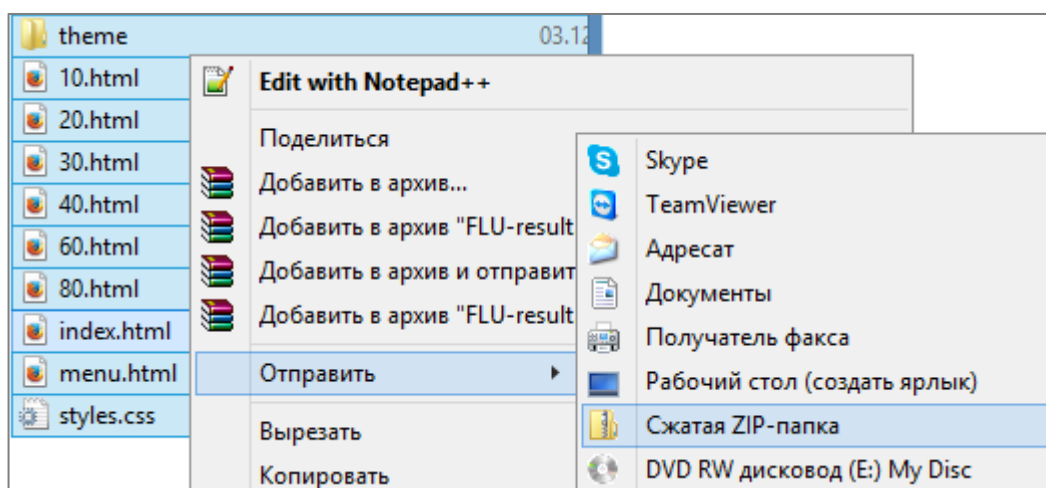 theme 03.12
10.html
20.html
30.html
40.html
60.html
80.html
index.html
menu.html
styles.css
Edit with Notepad++
Поделиться
Добавить в архив...
Добавить в архив "FLU-result
Добавить в архив и отправит
Добавить в архив "FLU-result
Отправить
Вырезать
Копировать
Skype
TeamViewer
Адресат
Документы
Получатель факса
Рабочий стол (создать ярлык)
Сжатая ZIP-папка
DVD RW дисковод (E:) My Disc